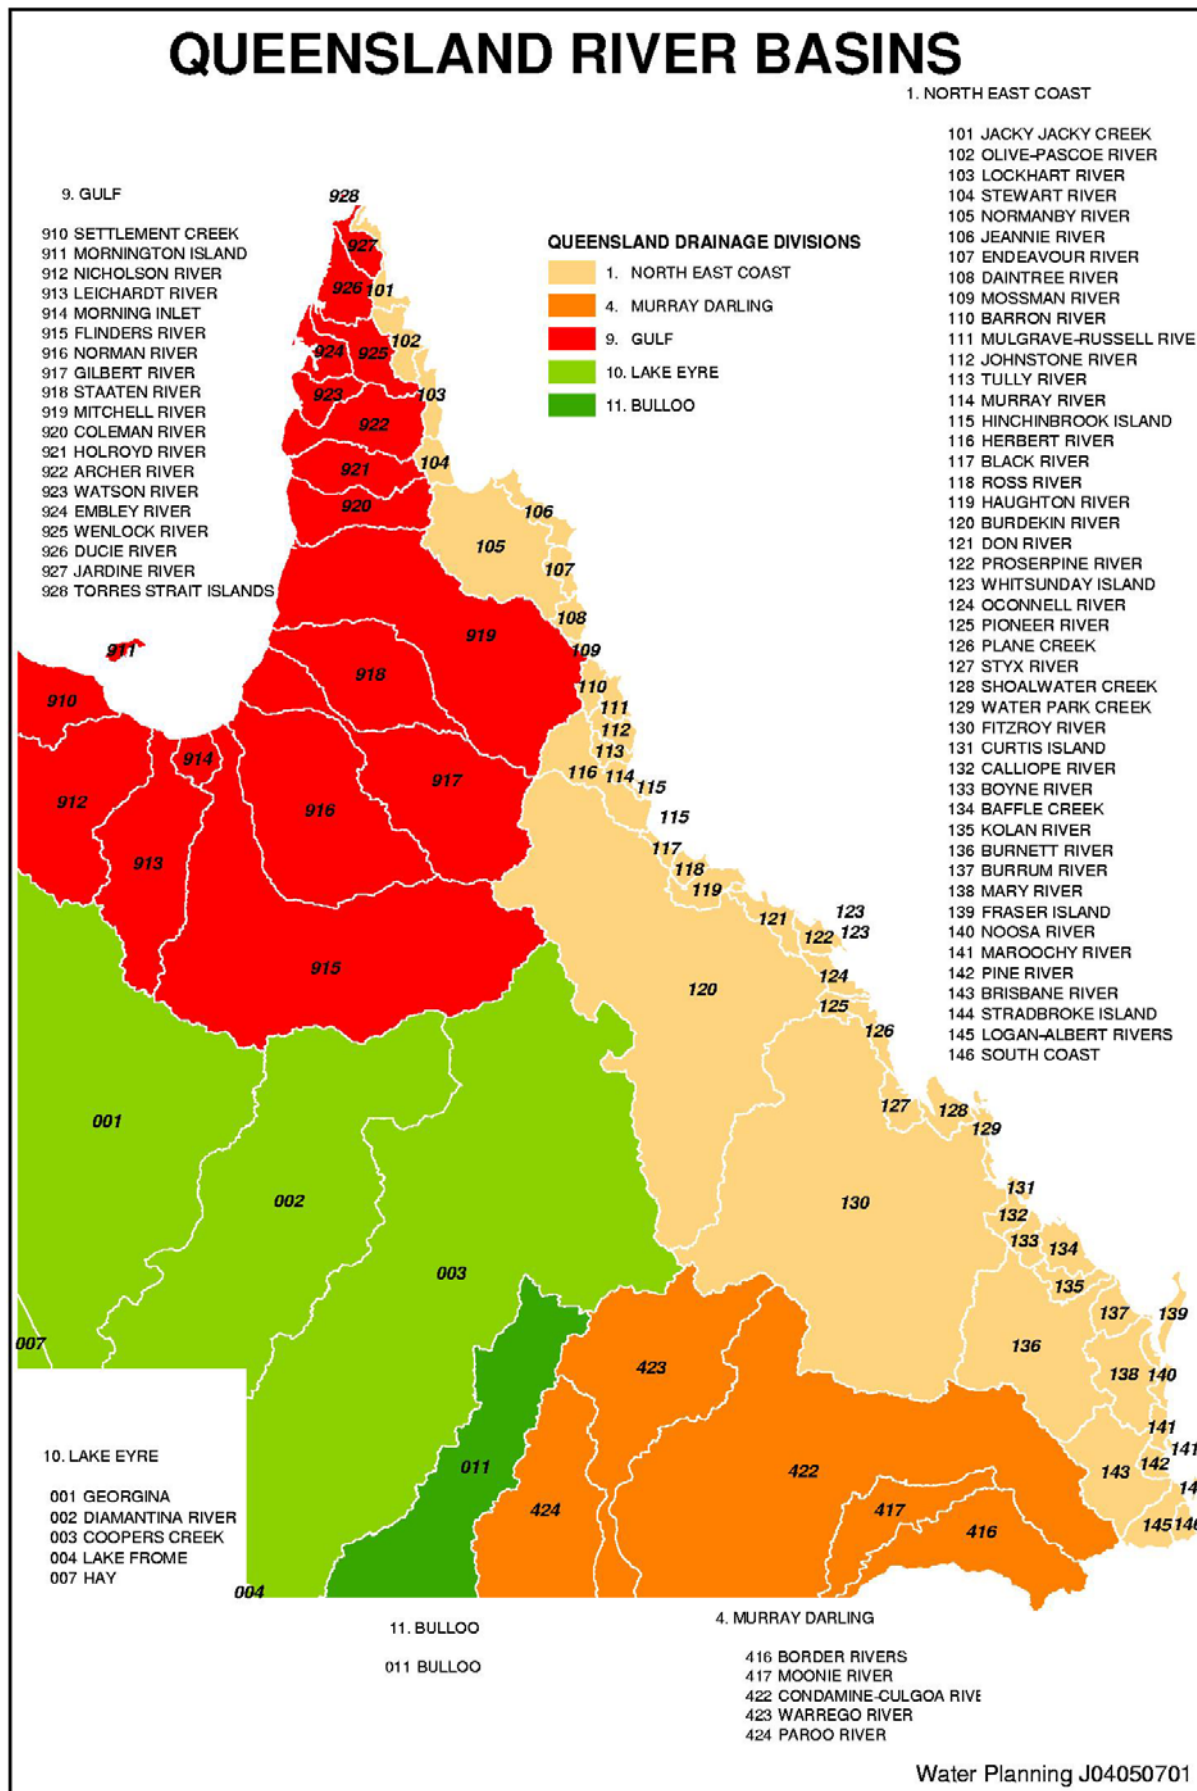 QUEENSLAND RIVER BASINS
1. NORTH EAST COAST
101 JACKY JACKY CREEK
102 OLIVE-PASCOE RIVER
103 LOCKHART RIVER
104 STEWART RIVER
105 NORMANBY RIVER
106 JEANNIE RIVER
107 ENDEAVOUR RIVER
108 DAINTREE RIVER
109 MOSSMAN RIVER
110 BARRON RIVER
111 MULGRAVE-RUSSELL RIVE
112 JOHNSTONE RIVER
113 TULLY RIVER
114 MURRAY RIVER
115 HINCHINBROOK ISLAND
116 HERBERT RIVER
117 BLACK RIVER
118 ROSS RIVER
119 HAUGHTON RIVER
120 BURDEKIN RIVER
121 DON RIVER
122 PROSERPINE RIVER
123 WHITSUNDAY ISLAND
124 OCONNELL RIVER
125 PIONEER RIVER
126 PLANE CREEK
127 STYX RIVER
128 SHOALWATER CREEK
129 WATER PARK CREEK
130 FITZROY RIVER
131 CURTIS ISLAND
132 CALLIOPE RIVER
133 BOYNE RIVER
134 BAFFLE CREEK
135 KOLAN RIVER
136 BURNETT RIVER
137 BURRUM RIVER
138 MARY RIVER
139 FRASER ISLAND
140 NOOSA RIVER
141 MAROOCHY RIVER
142 PINE RIVER
143 BRISBANE RIVER
144 STRADBROKE ISLAND
145 LOGAN-ALBERT RIVERS
146 SOUTH COAST
9. GULF
910 SETTLEMENT CREEK
911 MORNINGTON ISLAND
912 NICHOLSON RIVER
913 LEICHARDT RIVER
914 MORNING INLET
915 FLINDERS RIVER
916 NORMAN RIVER
917 GILBERT RIVER
918 STAATEN RIVER
919 MITCHELL RIVER
920 COLEMAN RIVER
921 HOLROYD RIVER
922 ARCHER RIVER
923 WATSON RIVER
924 EMBLEY RIVER
925 WENLOCK RIVER
926 DUCIE RIVER
927 JARDINE RIVER
928 TORRES STRAIT ISLANDS
QUEENSLAND DRAINAGE DIVISIONS
1. NORTH EAST COAST
4. MURRAY DARLING
9. GULF
10. LAKE EYRE
11. BULLOO
928
927
926
101
102
924
925
923
103
922
921
104
920
106
105
107
108
919
109
911
918
910
110
111
112
113
914
116
114
917
115
912
916
115
117
913
118
119
123
121
123
122
915
124
120
125
126
127
128
001
129
131
002
130
132
133
134
003
135
137
139
007
136
423
138
140
141
141
142
011
422
143
14
424
417
416
145
146
004
10. LAKE EYRE
001 GEORGINA
002 DIAMANTINA RIVER
003 COOPERS CREEK
004 LAKE FROME
007 HAY
11. BULLOO
011 BULLOO
4. MURRAY DARLING
416 BORDER RIVERS
417 MOONIE RIVER
422 CONDAMINE-CULGOA RIVE
423 WARREGO RIVER
424 PAROO RIVER
Water Planning J04050701